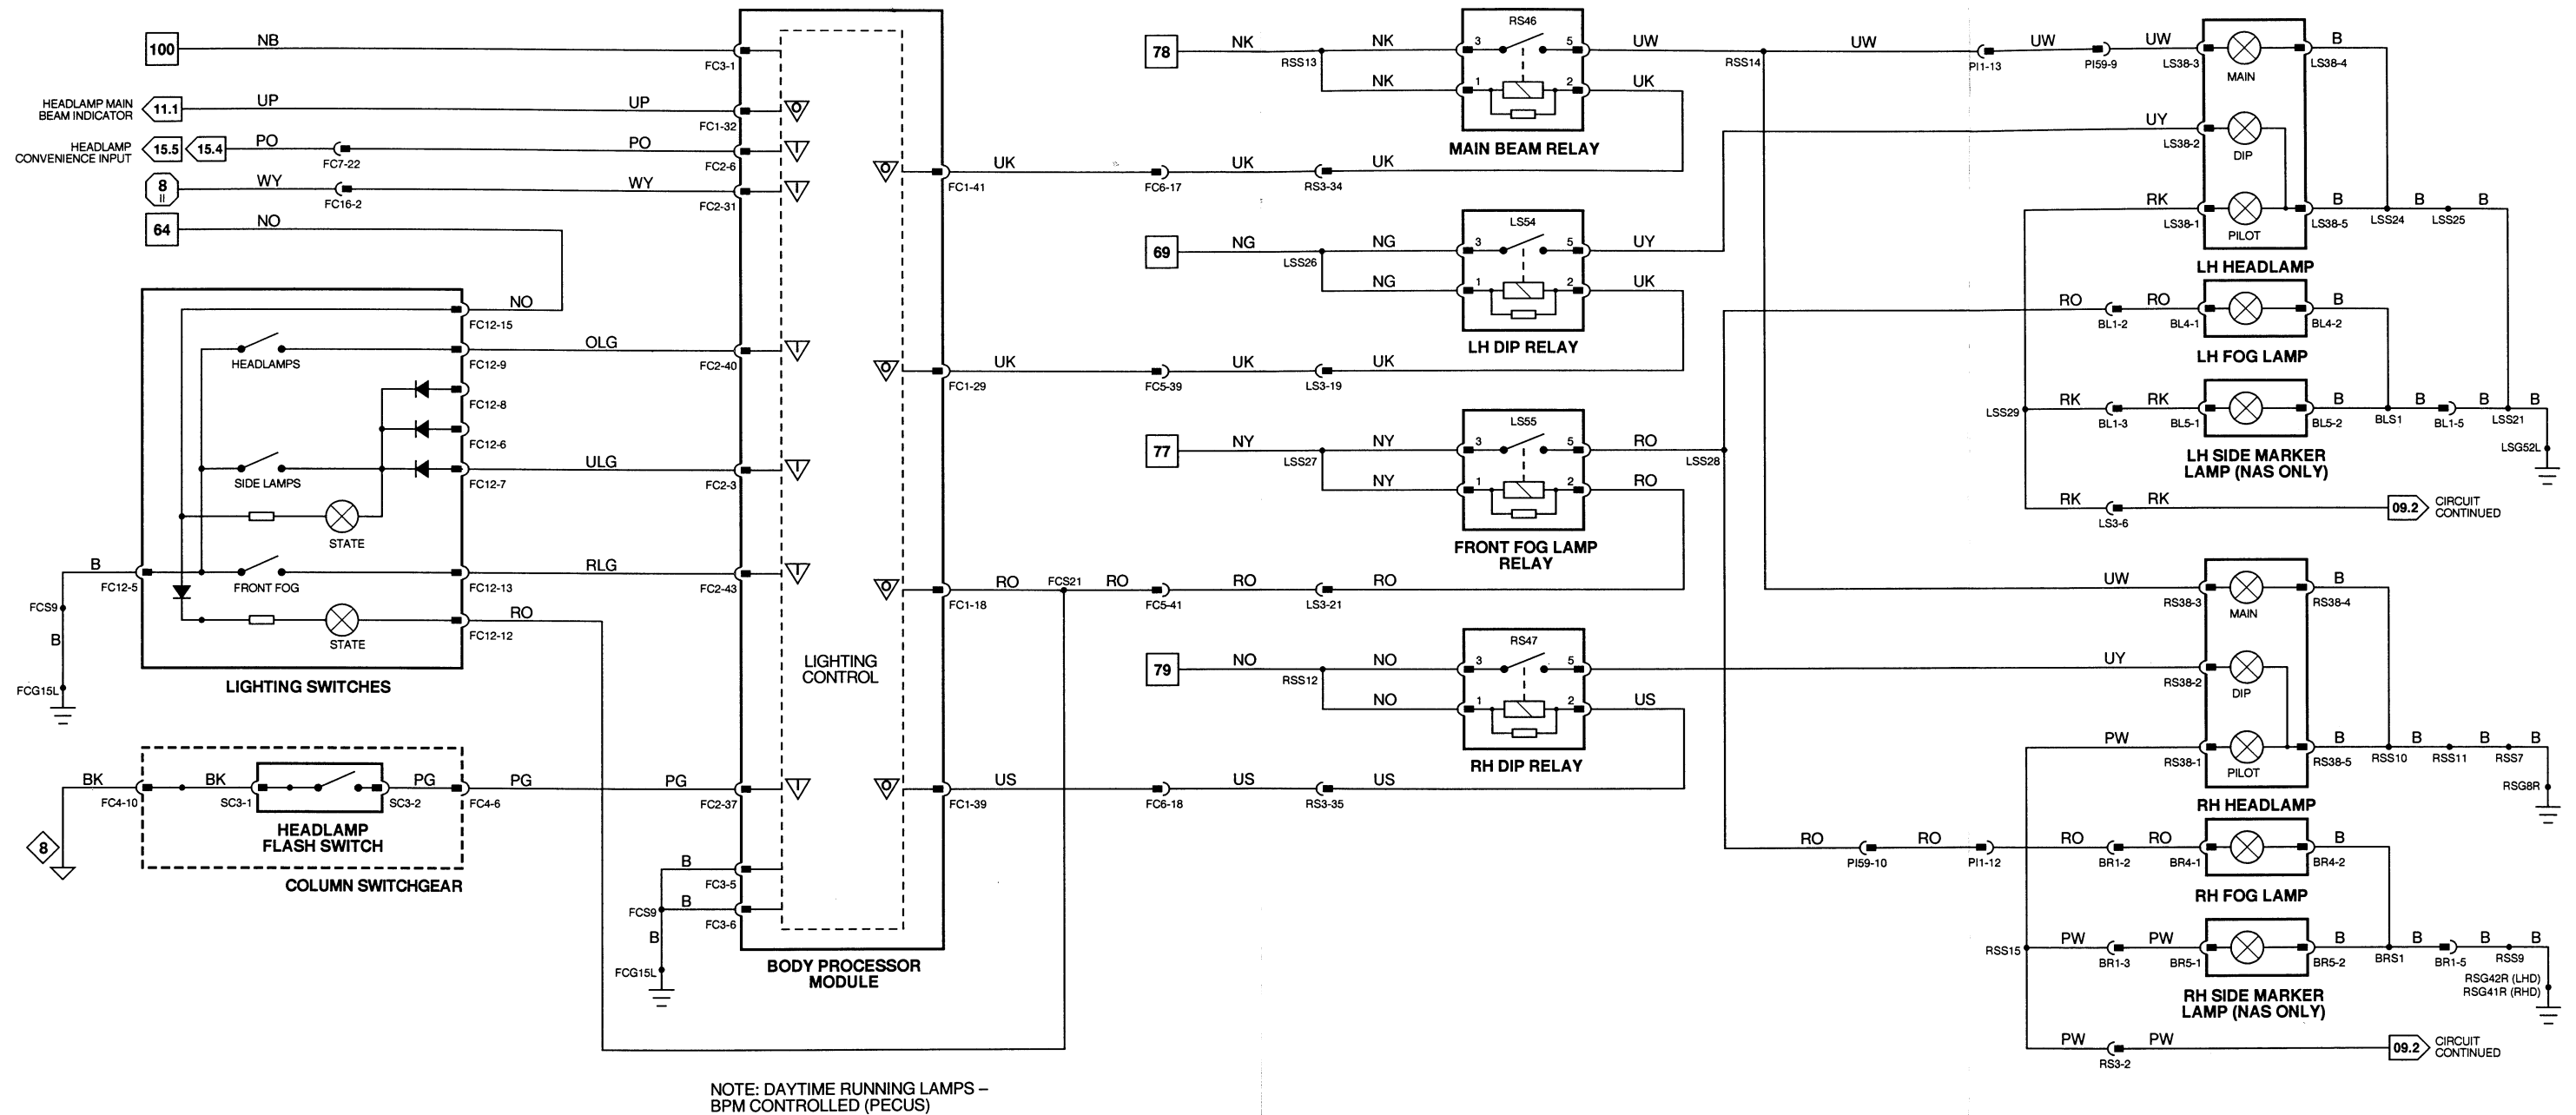 100
NB
FC3-1
HEADLAMP MAIN
BEAM INDICATOR
11.1
UP
UP
FC1-32
HEADLAMP
CONVENIENCE INPUT
15.5
15.4
PO
FC7-22
PO
FC2-6
8
II
WY
FC16-2
WY
FC2-31
64
NO
NO
FC12-15
HEADLAMPS
FC12-9
OLG
FC2-40
FC12-8
FC12-6
SIDE LAMPS
FC12-7
ULG
FC2-3
STATE
B
FC12-5
FRONT FOG
FC12-13
RLG
FC2-43
FCS9
B
FCG15L
STATE
RO
FC12-12
LIGHTING SWITCHES
8
BK
FC4-10
BK
SC3-1
SC3-2
PG
FC4-6
PG
PG
FC2-37
HEADLAMP
FLASH SWITCH
COLUMN SWITCHGEAR
B
FC3-5
FCS9
B
FC3-6
B
FCG15L
O
I
I
I
I
I
I
O
O
O
O
LIGHTING
CONTROL
BODY PROCESSOR
MODULE
NOTE: DAYTIME RUNNING LAMPS –
BPM CONTROLLED (PECUS)
FC1-41
UK
FC6-17
UK
RS3-34
UK
FC1-29
UK
FC5-39
UK
LS3-19
UK
FC1-18
RO
FCS21
RO
FC5-41
RO
LS3-21
RO
FC1-39
US
FC6-18
US
RS3-35
US
78
NK
RSS13
NK
NK
RS46
3
5
1
2
UW
UK
MAIN BEAM RELAY
69
NG
LSS26
NG
NG
LS54
3
5
1
2
UY
UK
LH DIP RELAY
77
NY
LSS27
NY
NY
LS55
3
5
1
2
RO
RO
LSS28
FRONT FOG LAMP
RELAY
79
NO
RSS12
NO
NO
RS47
3
5
1
2
US
RH DIP RELAY
RSS14
UW
PI1-13
UW
PI59-9
UW
LS38-3
MAIN
LS38-4
B
UY
LS38-2
DIP
RK
LS38-1
PILOT
LS38-5
B
LSS24
B
LSS25
B
LH HEADLAMP
RO
BL1-2
RO
BL4-1
BL4-2
B
LH FOG LAMP
LSS29
RK
BL1-3
RK
BL5-1
BL5-2
B
BLS1
B
BL1-5
B
LSS21
B
LSG52L
LH SIDE MARKER
LAMP (NAS ONLY)
RK
LS3-6
RK
09.2
CIRCUIT
CONTINUED
UW
RS38-3
MAIN
RS38-4
B
UY
RS38-2
DIP
PW
RS38-1
PILOT
RS38-5
B
RSS10
B
RSS11
B
RSS7
B
RSG8R
RH HEADLAMP
RO
PI59-10
RO
PI1-12
RO
BR1-2
RO
BR4-1
BR4-2
B
RH FOG LAMP
RSS15
PW
BR1-3
PW
BR5-1
BR5-2
B
BRS1
B
BR1-5
B
RSS9
B
RSG42R (LHD)
RSG41R (RHD)
RH SIDE MARKER
LAMP (NAS ONLY)
PW
RS3-2
PW
09.2
CIRCUIT
CONTINUED